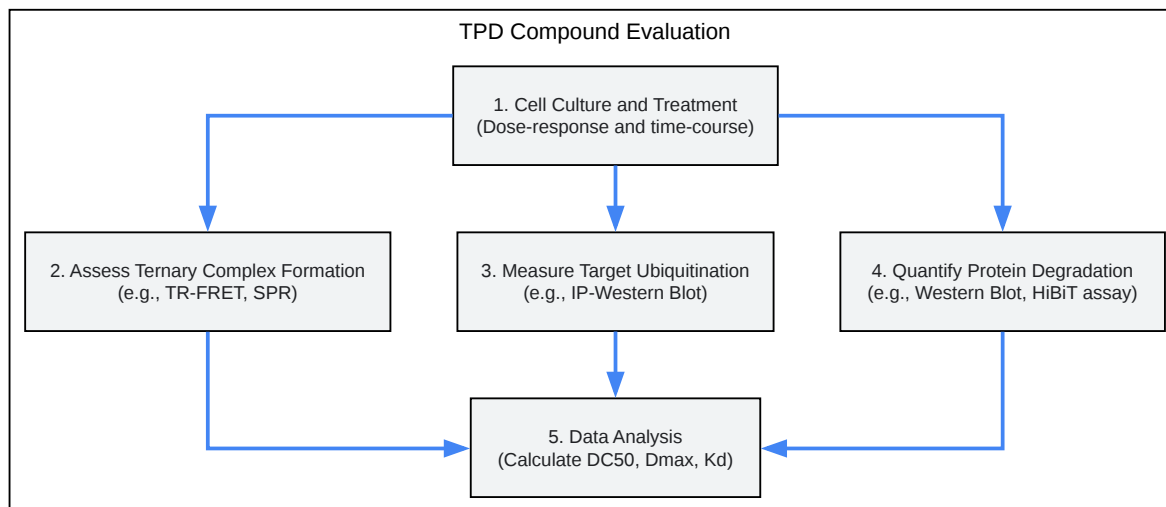 TPD Compound Evaluation
1. Cell Culture and Treatment
(Dose-response and time-course)
2. Assess Ternary Complex Formation
(e.g., TR-FRET, SPR)
3. Measure Target Ubiquitination
(e.g., IP-Western Blot)
4. Quantify Protein Degradation
(e.g., Western Blot, HiBiT assay)
5. Data Analysis
(Calculate DC50, Dmax, Kd)